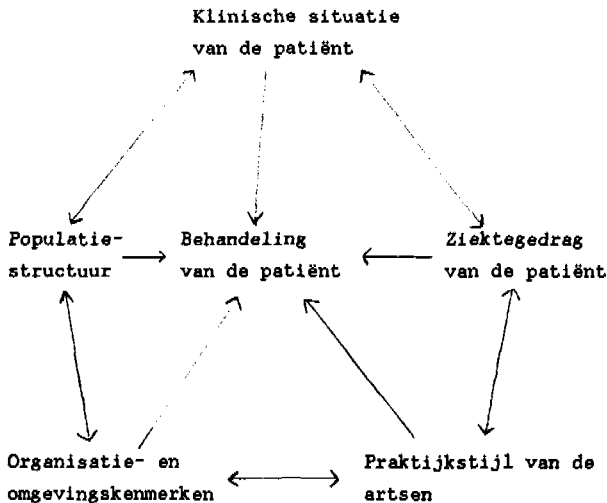 Klinische situatie
van de patiënt
Populatie-
structuur
Behandeling
van de patiënt
Ziektegedrag
van de patiënt
Organisatie- en
omgevingskenmerken
Praktijkstijl van de
artsen